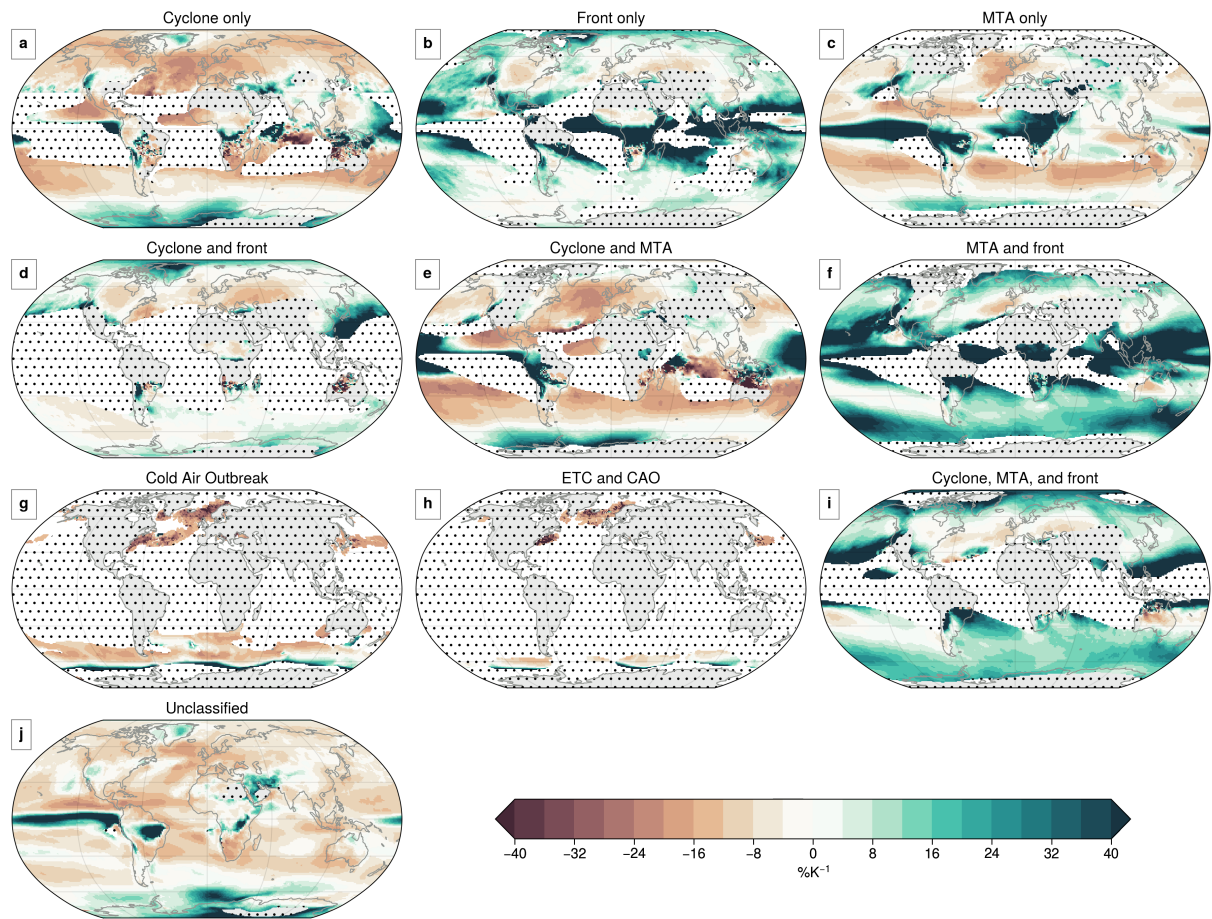 Cyclone only
Front only
MTA only
a
b
c
Cyclone and front
Cyclone and MTA
MTA and front
d
e
f
Cold Air Outbreak
ETC and CAO
Cyclone, MTA, and front
g
h
i
Unclassified
j
−40 −32 −24 −16 −8 0 8 16 24 32 40
%K⁻¹